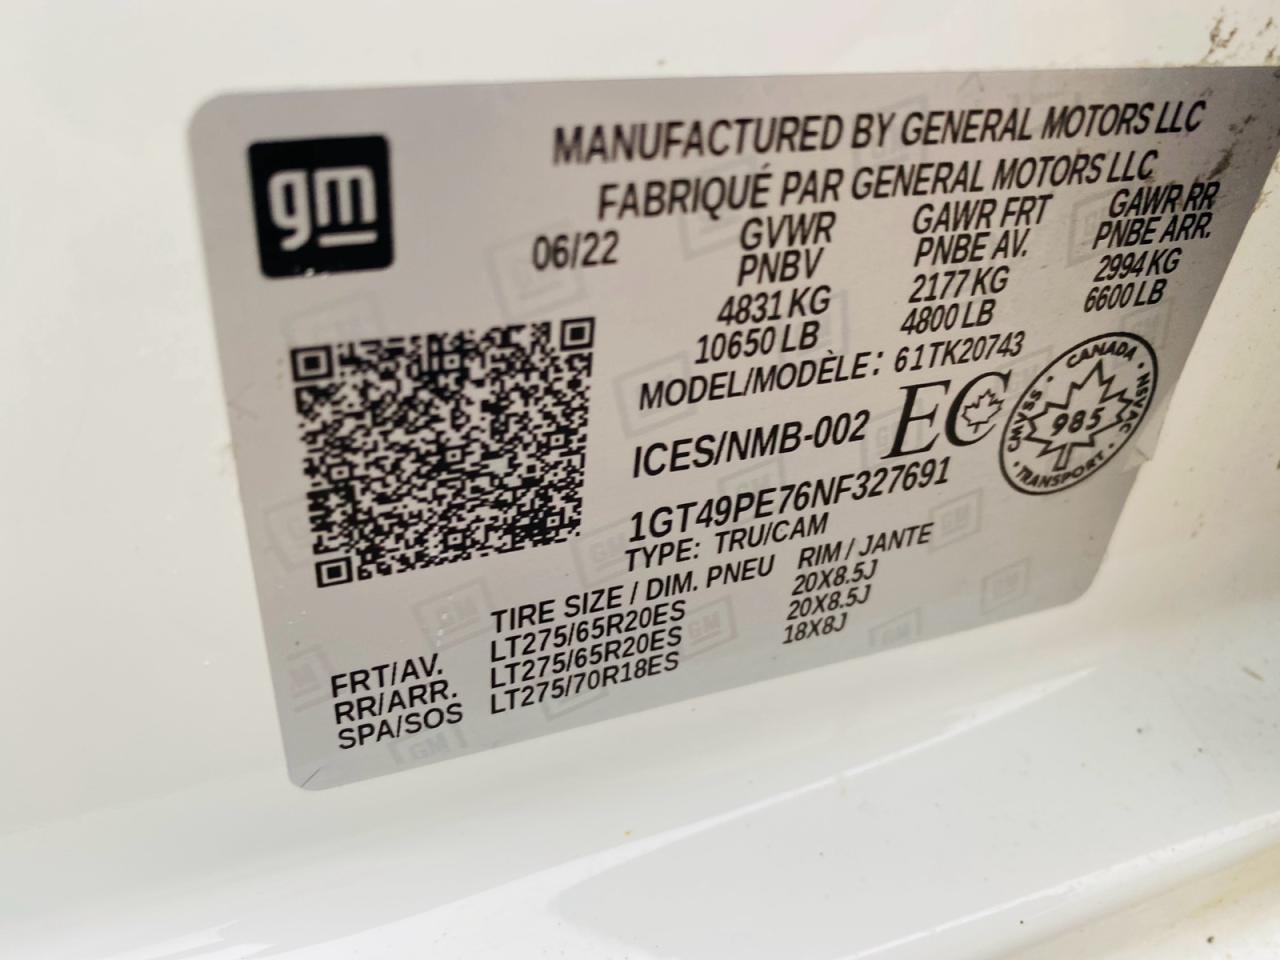 gm
MANUFACTURED BY GENERAL MOTORS LLC
FABRIQUÉ PAR GENERAL MOTORS LLC
06/22
GVWR GAWR FRT GAWR RR
PNBV PNBE AV. PNBE ARR.
4831 KG 2177 KG 2994 KG
10650 LB 4800 LB 6600 LB
MODEL/MODÈLE: 61TK20743
ICES/NMB-002 EC
CANADA · NSVAC · TRANSPORT · CMVSS ·
985
1GT49PE76NF327691
TYPE: TRU/CAM
TIRE SIZE / DIM. PNEU RIM / JANTE
FRT/AV. LT275/65R20ES 20X8.5J
RR/ARR. LT275/65R20ES 20X8.5J
SPA/SOS LT275/70R18ES 18X8J